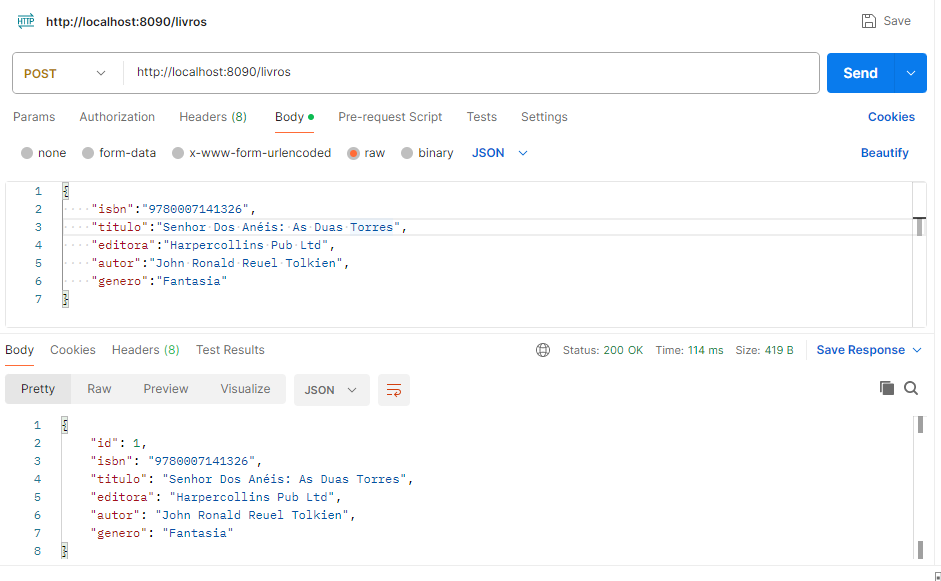 HTTP http://localhost:8090/livros Save
POST http://localhost:8090/livros Send
Params Authorization Headers (8) Body Pre-request Script Tests Settings Cookies
none form-data x-www-form-urlencoded raw binary JSON Beautify
1 {
2 "isbn":"9780007141326",
3 "titulo":"Senhor Dos Anéis: As Duas Torres",
4 "editora":"Harpercollins Pub Ltd",
5 "autor":"John Ronald Reuel Tolkien",
6 "genero":"Fantasia"
7 }
Body Cookies Headers (8) Test Results Status: 200 OK Time: 114 ms Size: 419 B Save Response
Pretty Raw Preview Visualize JSON
1 {
2 "id": 1,
3 "isbn": "9780007141326",
4 "titulo": "Senhor Dos Anéis: As Duas Torres",
5 "editora": "Harpercollins Pub Ltd",
6 "autor": "John Ronald Reuel Tolkien",
7 "genero": "Fantasia"
8 }